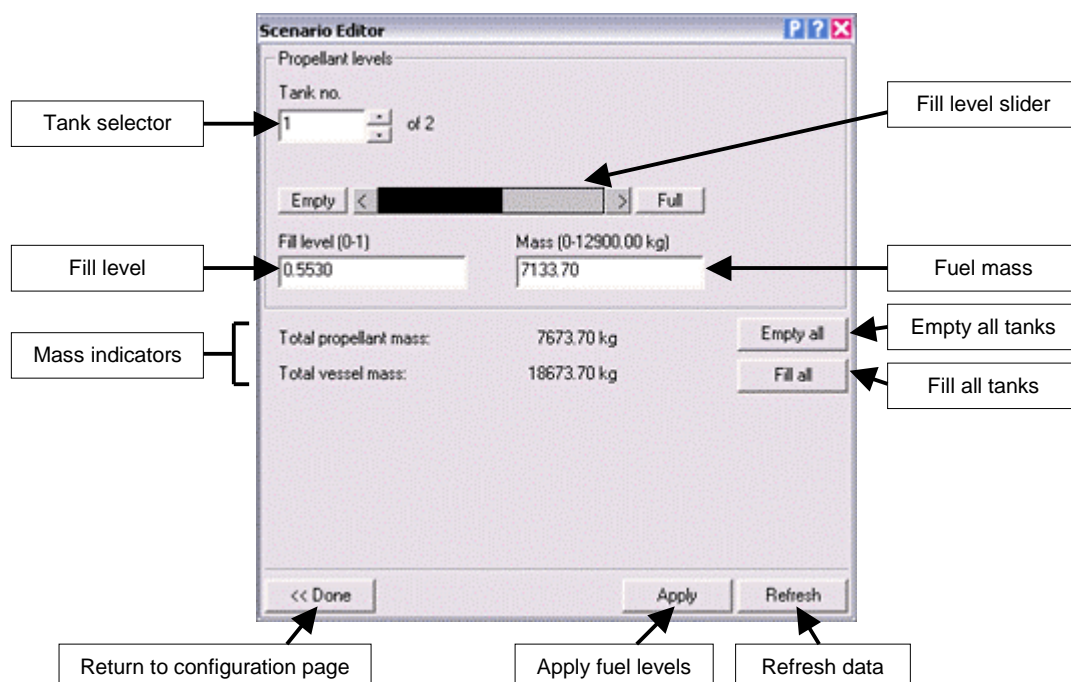 Scenario Editor
P ? X
Propellant levels
Tank no.
Tank selector
1 of 2
Fill level slider
Empty < > Full
Fill level (0-1) Mass (0-12900.00 kg)
Fill level
0.5530 7133.70
Fuel mass
Mass indicators
Total propellant mass: 7673.70 kg
Empty all
Empty all tanks
Total vessel mass: 18673.70 kg
Fill all
Fill all tanks
<< Done Apply Refresh
Return to configuration page Apply fuel levels Refresh data